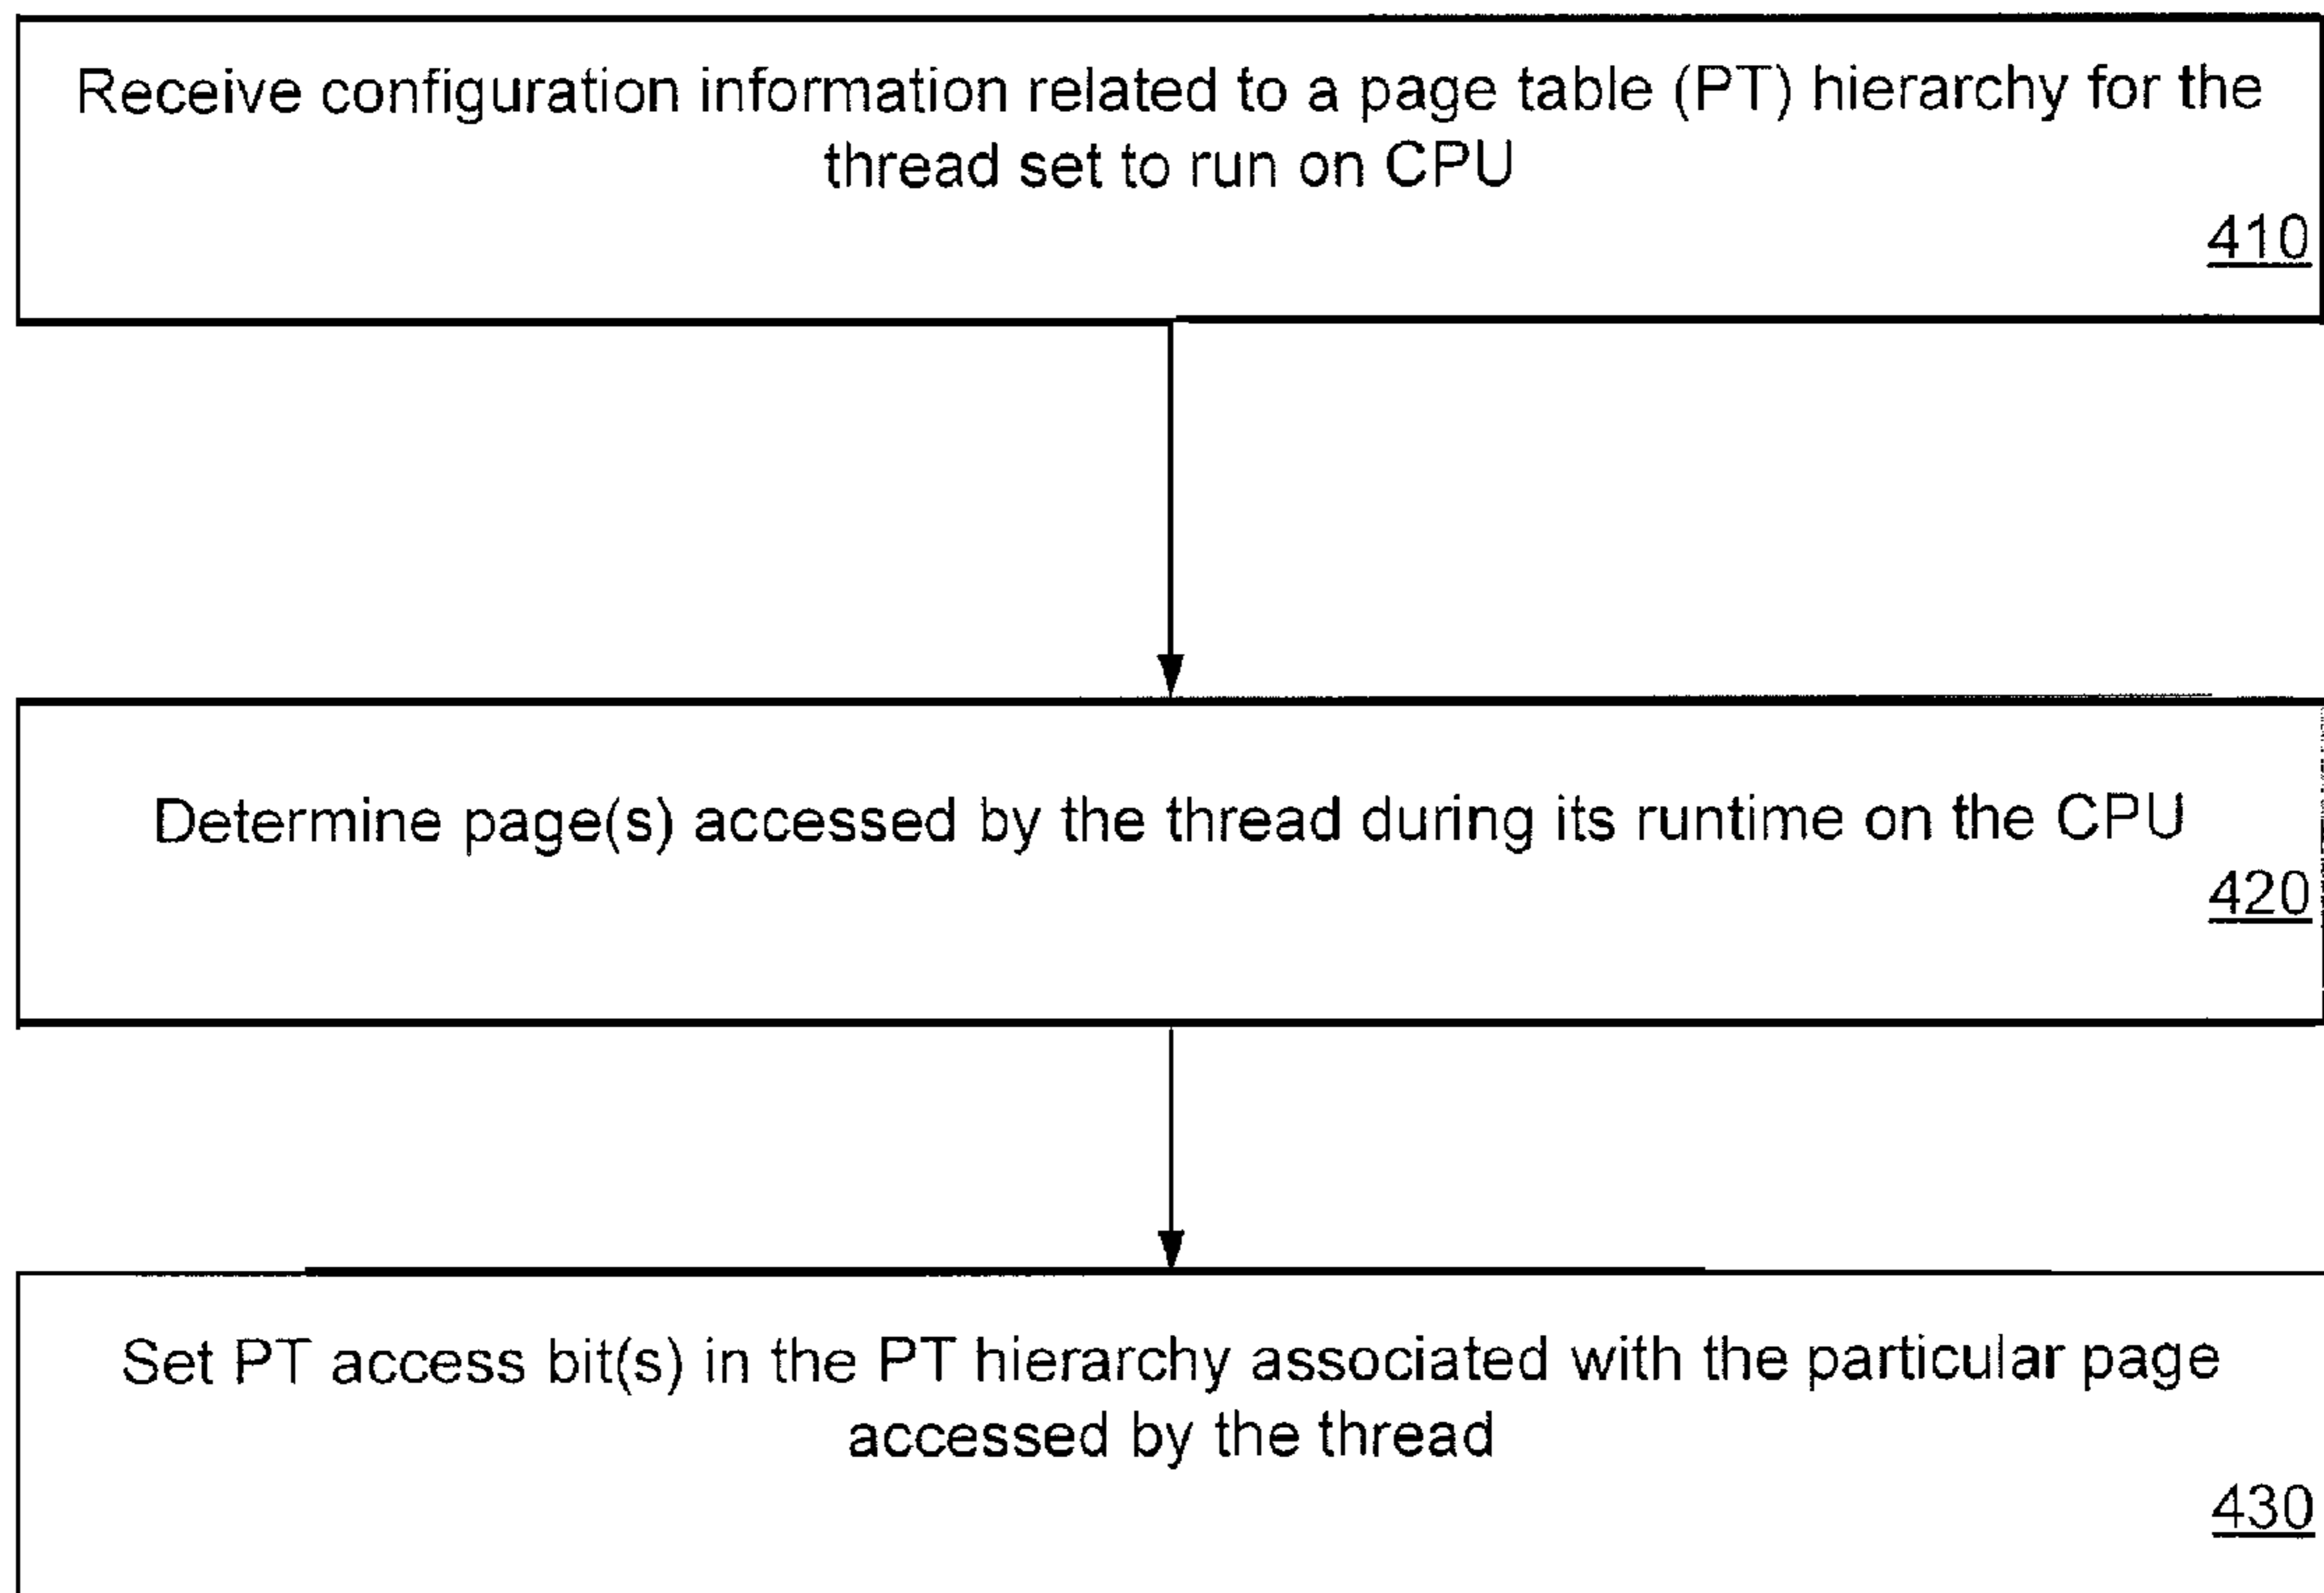 Receive configuration information related to a page table (PT) hierarchy for the
thread set to run on CPU
410
Determine page(s) accessed by the thread during its runtime on the CPU
420
Set PT access bit(s) in the PT hierarchy associated with the particular page
accessed by the thread
430